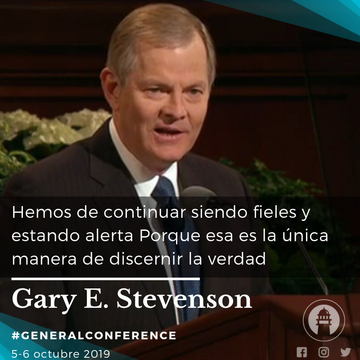 Hemos de continuar siendo fieles y
estando alerta Porque esa es la única
manera de discernir la verdad
Gary E. Stevenson
#GENERALCONFERENCE
5-6 octubre 2019